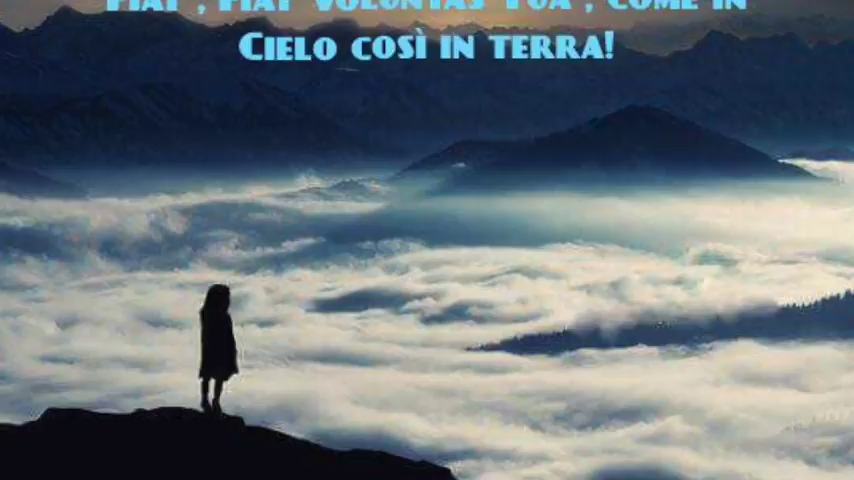 FIAT , FIAT VOLUNTAS TUA , COME IN
CIELO COSÌ IN TERRA!